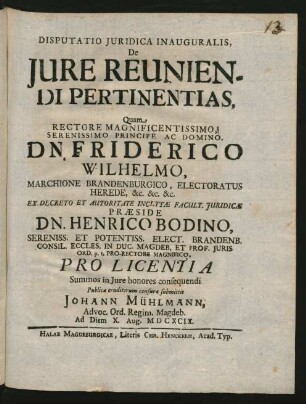 13
DISPUTATIO JURIDICA INAUGURALIS,
De
JURE REUNIEN-
DI PERTINENTIAS,
Quam,
RECTORE MAGNIFICENTISSIMO,
SERENISSIMO PRINCIPE AC DOMINO,
DN. FRIDERICO
WILHELMO,
MARCHIONE BRANDENBURGICO, ELECTORATUS
HEREDE, &c. &c. &c.
EX DECRETO ET AUTORITATE INCLYTÆ FACULT. JURIDICÆ
PRÆSIDE
DN. HENRICO BODINO,
SERENISS. ET POTENTISS. ELECT. BRANDENB.
CONSIL. ECCLES. IN DUC. MAGDEB. ET PROF. JURIS
ORD. p. t. PRO-RECTORE MAGNIFICO,
PRO LICENTIA
Summos in Jure honores consequendi
Publicæ eruditorum censuræ submittit
JOHANN MÜHLMANN,
Advoc. Ord. Regim. Magdeb.
Ad Diem X. Aug. MDCXCIX.
HALAE MAGDEBURGICAE, Literis CHR. HENCKELII, Acad. Typ.